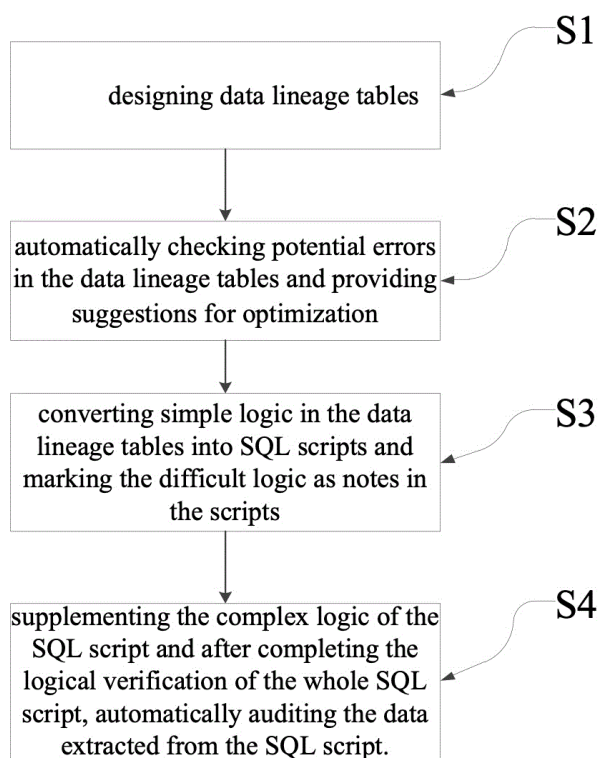 S1
designing data lineage tables
S2
automatically checking potential errors
in the data lineage tables and providing
suggestions for optimization
S3
converting simple logic in the data
lineage tables into SQL scripts and
marking the difficult logic as notes in
the scripts
S4
supplementing the complex logic of the
SQL script and after completing the
logical verification of the whole SQL
script, automatically auditing the data
extracted from the SQL script.